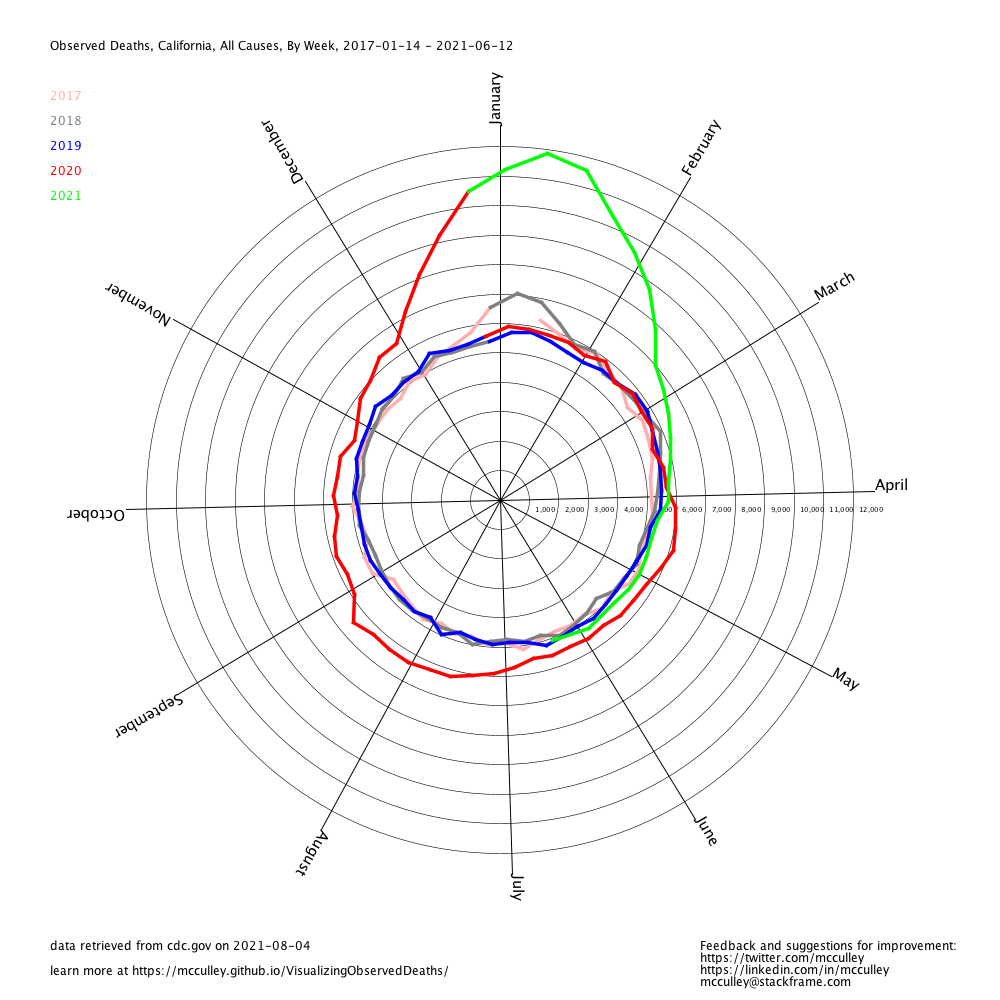 Observed Deaths, California, All Causes, By Week, 2017-01-14 - 2021-06-12
2017
2018
2019
2020
2021
January
February
March
April
May
June
July
August
September
October
November
December
1,000 2,000 3,000 4,000 5,000 6,000 7,000 8,000 9,000 10,000 11,000 12,000
data retrieved from cdc.gov on 2021-08-04
learn more at https://mcculley.github.io/VisualizingObservedDeaths/
Feedback and suggestions for improvement:
https://twitter.com/mcculley
https://linkedin.com/in/mcculley
mcculley@stackframe.com